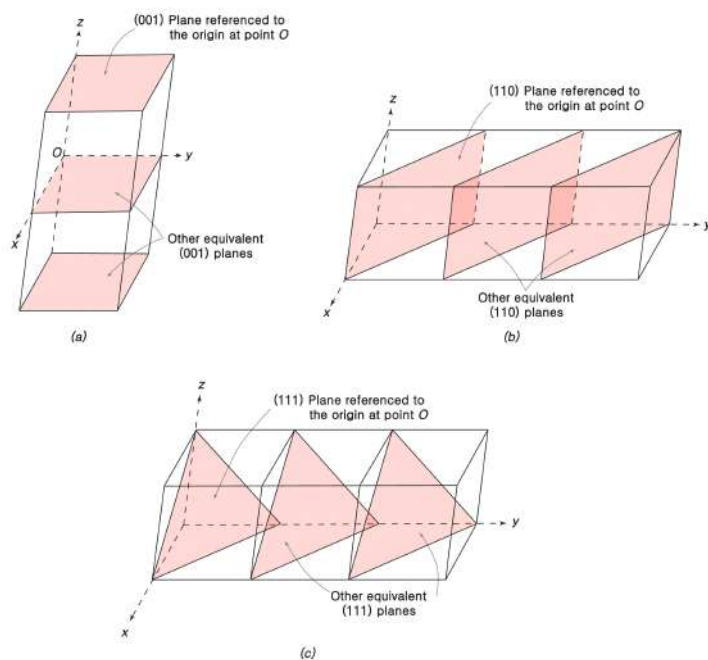 z
(001) Plane referenced to
the origin at point O
O
y
x
Other equivalent
(001) planes
(a)
z
(110) Plane referenced to
the origin at point O
y
x
Other equivalent
(110) planes
(b)
z
(111) Plane referenced to
the origin at point O
y
x
Other equivalent
(111) planes
(c)